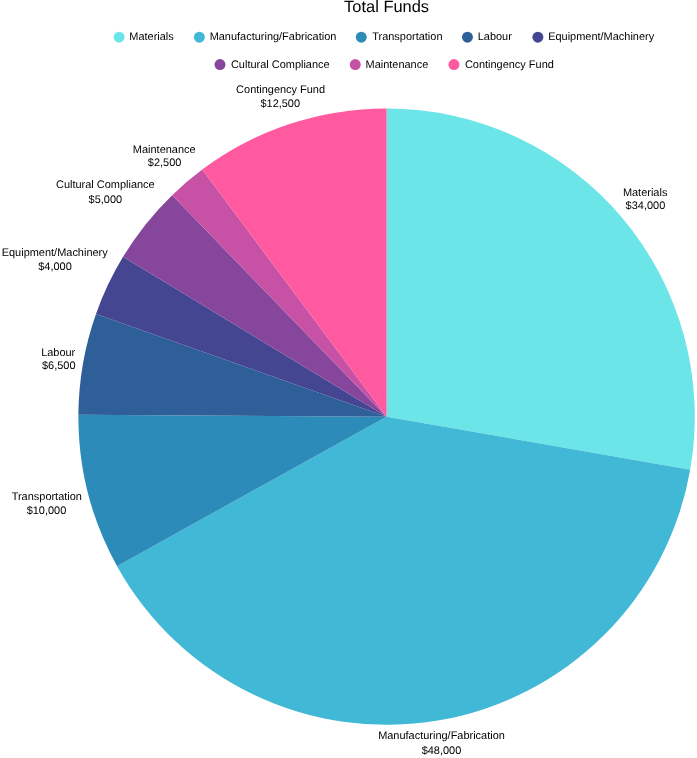 Total Funds
Materials Manufacturing/Fabrication Transportation Labour Equipment/Machinery
Cultural Compliance Maintenance Contingency Fund
Contingency Fund
$12,500
Maintenance
$2,500
Cultural Compliance
$5,000
Materials
$34,000
Equipment/Machinery
$4,000
Labour
$6,500
Transportation
$10,000
Manufacturing/Fabrication
$48,000